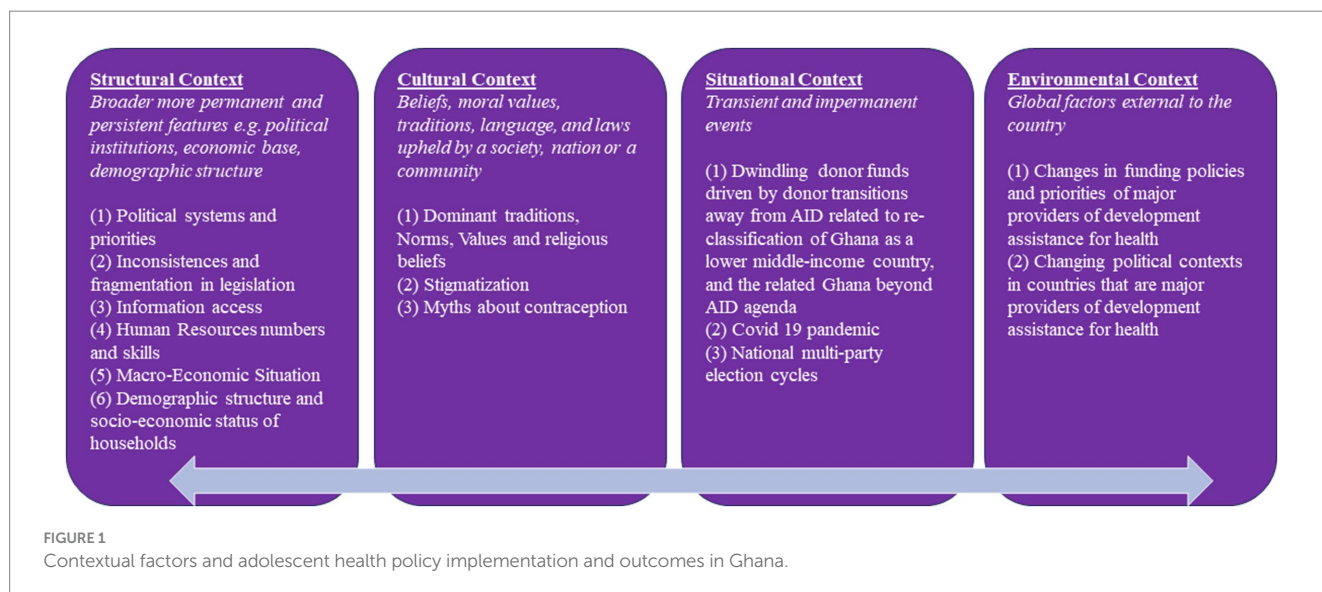 Structural Context
Broader more permanent and
persistent features e.g. political
institutions, economic base,
demographic structure
(1) Political systems and
priorities
(2) Inconsistences and
fragmentation in legislation
(3) Information access
(4) Human Resources numbers
and skills
(5) Macro-Economic Situation
(6) Demographic structure and
socio-economic status of
households
Cultural Context
Beliefs, moral values,
traditions, language, and laws
upheld by a society, nation or a
community
(1) Dominant traditions,
Norms, Values and religious
beliefs
(2) Stigmatization
(3) Myths about contraception
Situational Context
Transient and impermanent
events
(1) Dwindling donor funds
driven by donor transitions
away from AID related to re-
classification of Ghana as a
lower middle-income country,
and the related Ghana beyond
AID agenda
(2) Covid 19 pandemic
(3) National multi-party
election cycles
Environmental Context
Global factors external to the
country
(1) Changes in funding policies
and priorities of major
providers of development
assistance for health
(2) Changing political contexts
in countries that are major
providers of development
assistance for health
FIGURE 1
Contextual factors and adolescent health policy implementation and outcomes in Ghana.